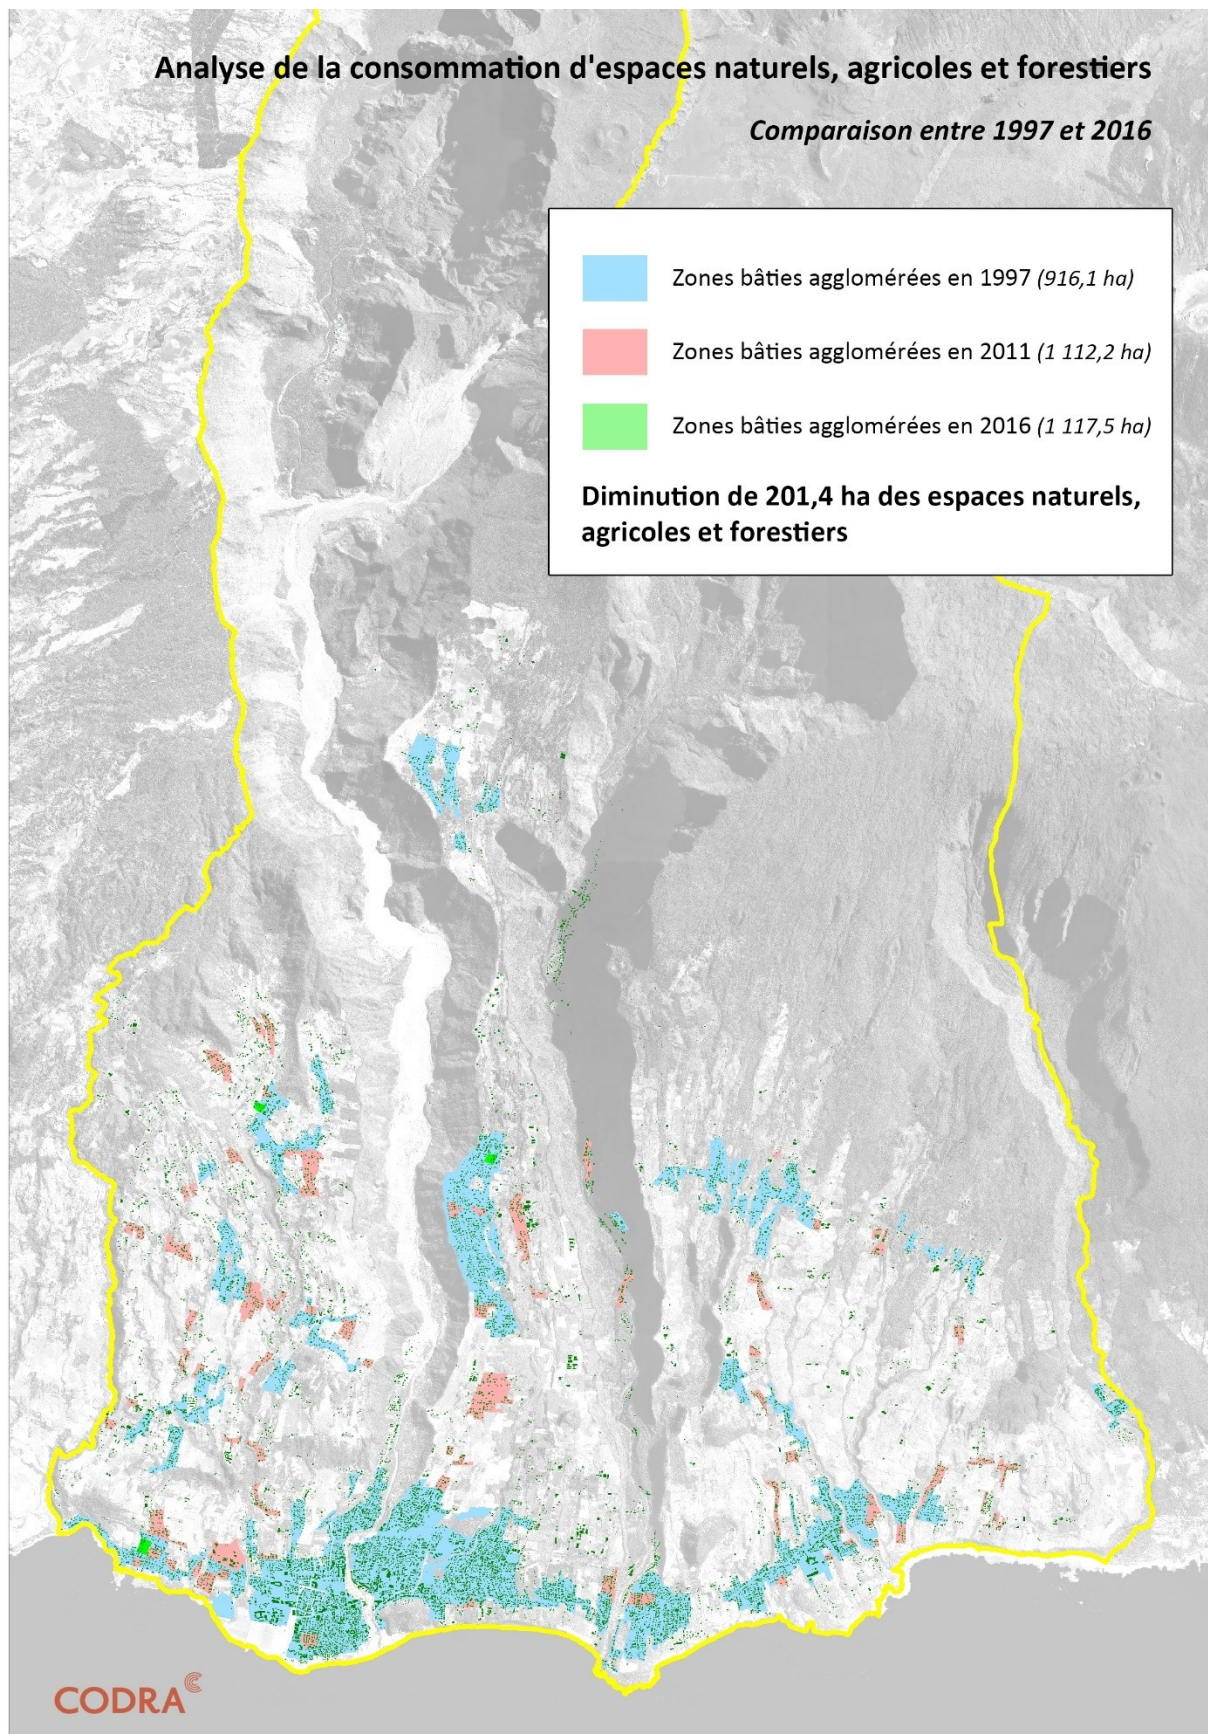 Analyse de la consommation d'espaces naturels, agricoles et forestiers
Comparaison entre 1997 et 2016
Zones bâties agglomérées en 1997 (916,1 ha)
Zones bâties agglomérées en 2011 (1 112,2 ha)
Zones bâties agglomérées en 2016 (1 117,5 ha)
Diminution de 201,4 ha des espaces naturels,
agricoles et forestiers
CODRA